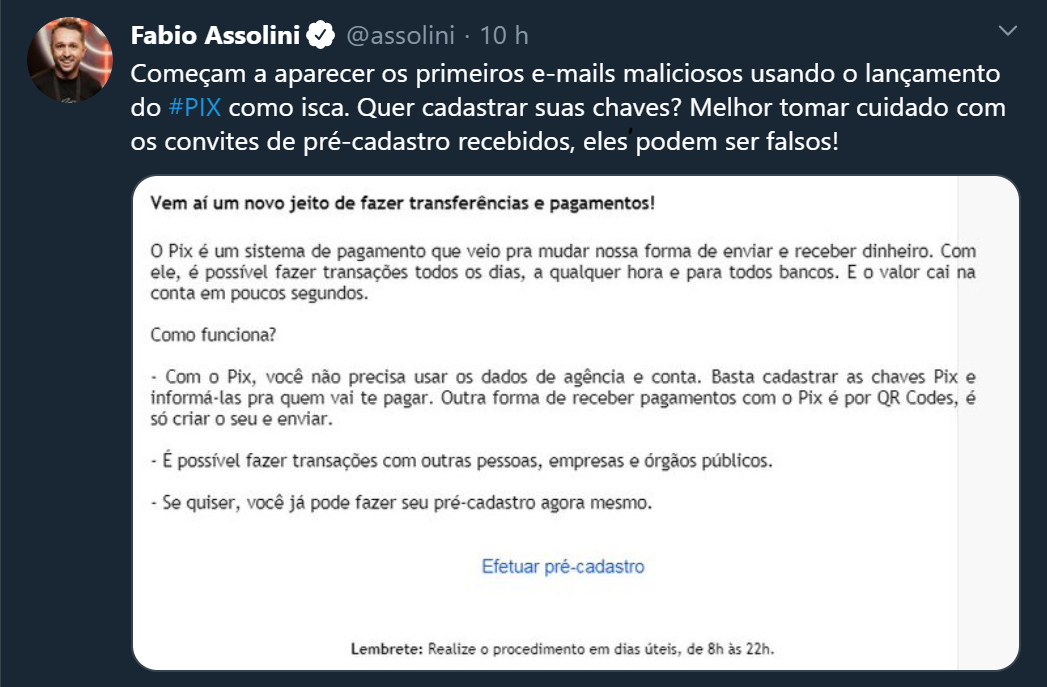 Fabio Assolini @assolini · 10 h
Começam a aparecer os primeiros e-mails maliciosos usando o lançamento
do #PIX como isca. Quer cadastrar suas chaves? Melhor tomar cuidado com
os convites de pré-cadastro recebidos, eles podem ser falsos!
Vem aí um novo jeito de fazer transferências e pagamentos!
O Pix é um sistema de pagamento que veio pra mudar nossa forma de enviar e receber dinheiro. Com
ele, é possível fazer transações todos os dias, a qualquer hora e para todos bancos. E o valor cai na
conta em poucos segundos.
Como funciona?
- Com o Pix, você não precisa usar os dados de agência e conta. Basta cadastrar as chaves Pix e
informá-las pra quem vai te pagar. Outra forma de receber pagamentos com o Pix é por QR Codes, é
só criar o seu e enviar.
- É possível fazer transações com outras pessoas, empresas e órgãos públicos.
- Se quiser, você já pode fazer seu pré-cadastro agora mesmo.
Efetuar pré-cadastro
Lembrete: Realize o procedimento em dias úteis, de 8h às 22h.